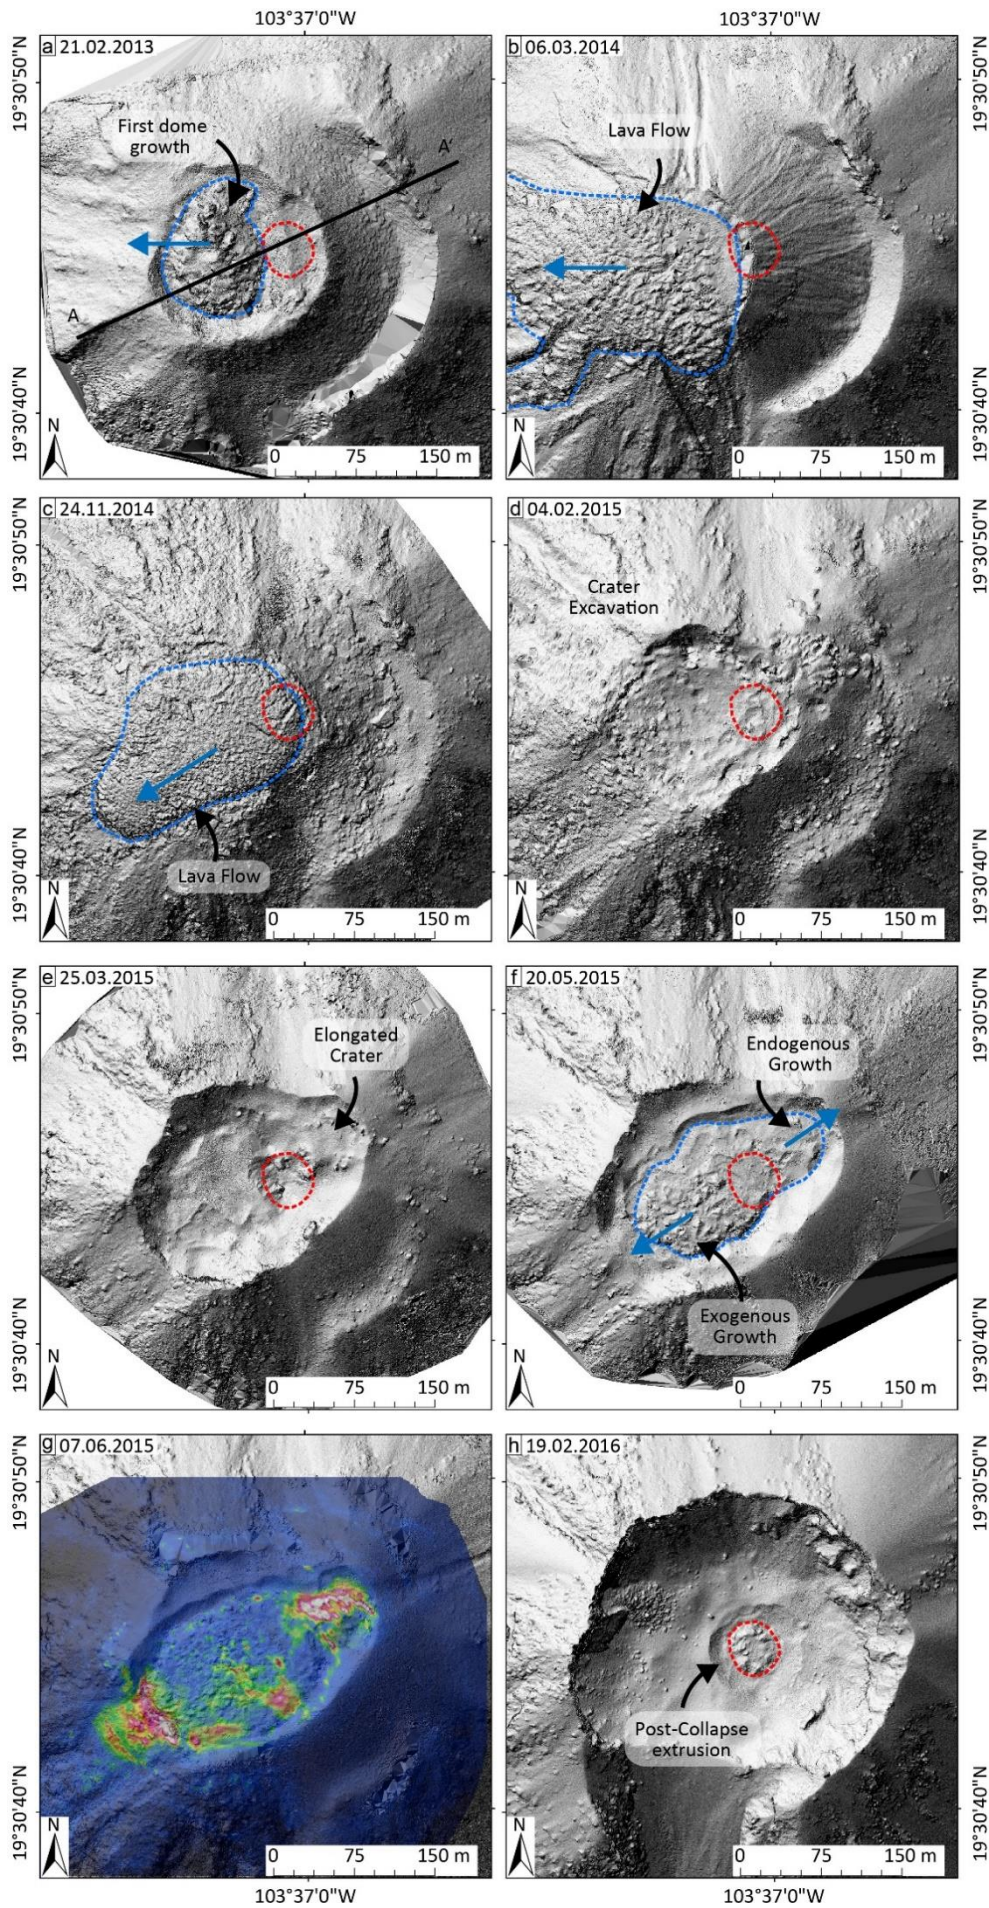 103°37'0"W 103°37'0"W
a 21.02.2013
19°30'50"N
First dome
growth
A'
A
19°30'40"N
N
0 75 150 m
b 06.03.2014
19°30'50"N
Lava Flow
19°30'40"N
N
0 75 150 m
c 24.11.2014
19°30'50"N
Lava Flow
19°30'40"N
N
0 75 150 m
d 04.02.2015
19°30'50"N
Crater
Excavation
19°30'40"N
N
0 75 150 m
e 25.03.2015
19°30'50"N
Elongated
Crater
19°30'40"N
N
0 75 150 m
f 20.05.2015
19°30'50"N
Endogenous
Growth
Exogenous
Growth
19°30'40"N
N
0 75 150 m
g 07.06.2015
19°30'50"N
19°30'40"N
N
0 75 150 m
h 19.02.2016
19°30'50"N
Post-Collapse
extrusion
19°30'40"N
N
0 75 150 m
103°37'0"W 103°37'0"W